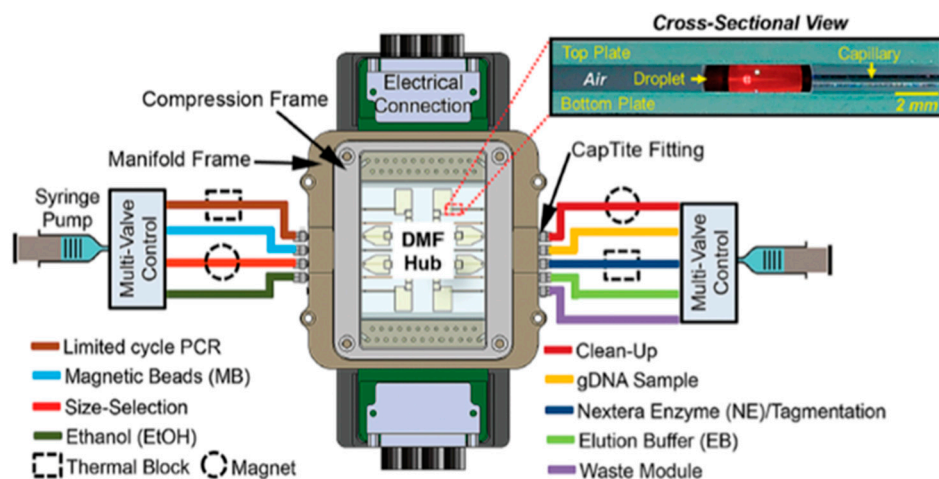 Cross-Sectional View
Top Plate
Capillary
Air
Droplet
Bottom Plate
2 mm
Electrical
Connection
Compression Frame
Manifold Frame
CapTite Fitting
Syringe
Pump
Multi-Valve
Control
DMF
Hub
Multi-Valve
Control
Limited cycle PCR
Magnetic Beads (MB)
Size-Selection
Ethanol (EtOH)
Thermal Block
Magnet
Clean-Up
gDNA Sample
Nextera Enzyme (NE)/Tagmentation
Elution Buffer (EB)
Waste Module